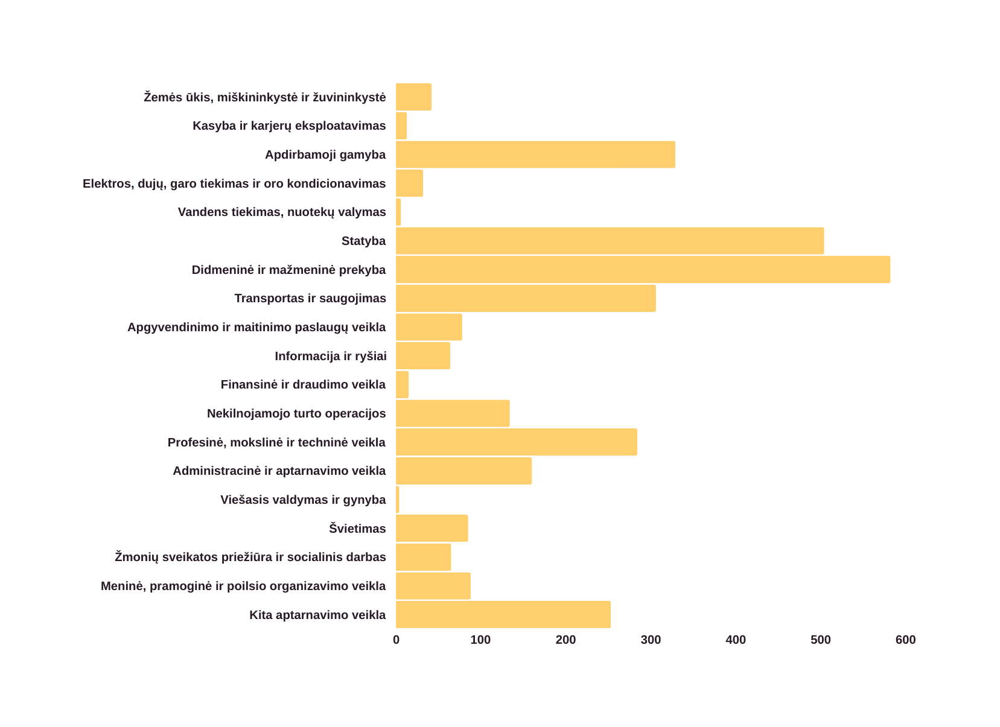 Žemės ūkis, miškininkystė ir žuvininkystė
Kasyba ir karjerų eksploatavimas
Apdirbamoji gamyba
Elektros, dujų, garo tiekimas ir oro kondicionavimas
Vandens tiekimas, nuotekų valymas
Statyba
Didmeninė ir mažmeninė prekyba
Transportas ir saugojimas
Apgyvendinimo ir maitinimo paslaugų veikla
Informacija ir ryšiai
Finansinė ir draudimo veikla
Nekilnojamojo turto operacijos
Profesinė, mokslinė ir techninė veikla
Administracinė ir aptarnavimo veikla
Viešasis valdymas ir gynyba
Švietimas
Žmonių sveikatos priežiūra ir socialinis darbas
Meninė, pramoginė ir poilsio organizavimo veikla
Kita aptarnavimo veikla
0 100 200 300 400 500 600